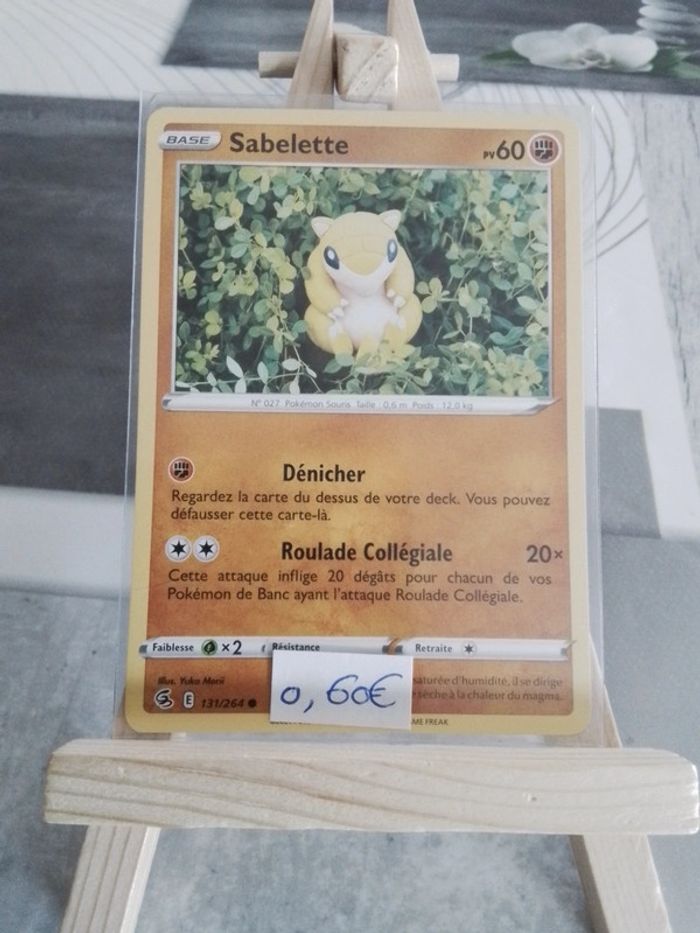 BASE Sabelette PV60
N° 027 Pokémon Souris Taille : 0,6 m Poids : 12,0 kg
Dénicher
Regardez la carte du dessus de votre deck. Vous pouvez
défausser cette carte-là.
Roulade Collégiale 20×
Cette attaque inflige 20 dégâts pour chacun de vos
Pokémon de Banc ayant l'attaque Roulade Collégiale.
Faiblesse ×2 Résistance Retraite
Illus. Yuka Morii
saturée d'humidité, il se dirige
sèche à la chaleur du magma.
E 131/264
0,60€
GAME FREAK